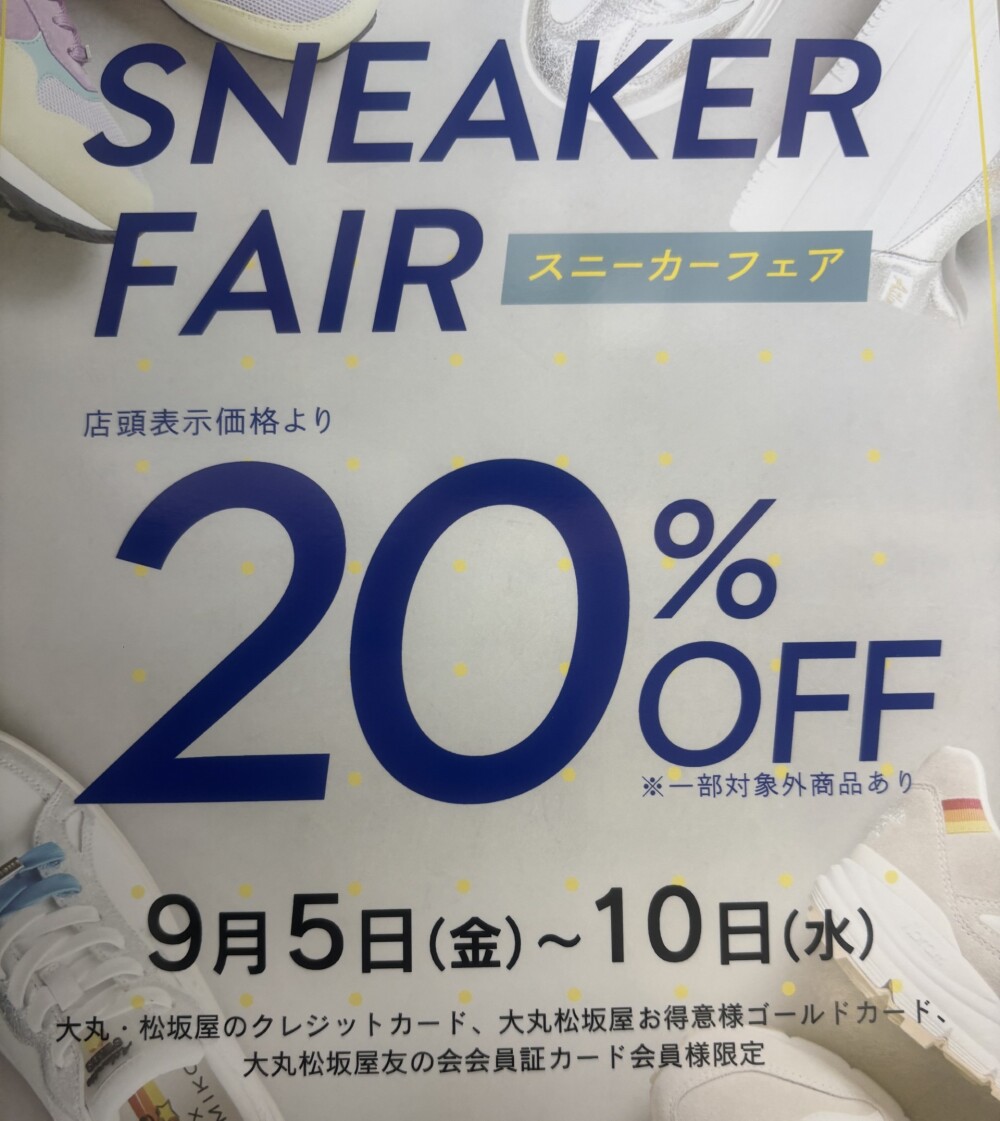 SNEAKER
FAIR
スニーカーフェア
店頭表示価格より
20%
OFF
※一部対象外商品あり
9月5日(金)~10日(水)
大丸・松坂屋のクレジットカード、大丸松坂屋お得意様ゴールドカード、
大丸松坂屋友の会会員証カード会員様限定